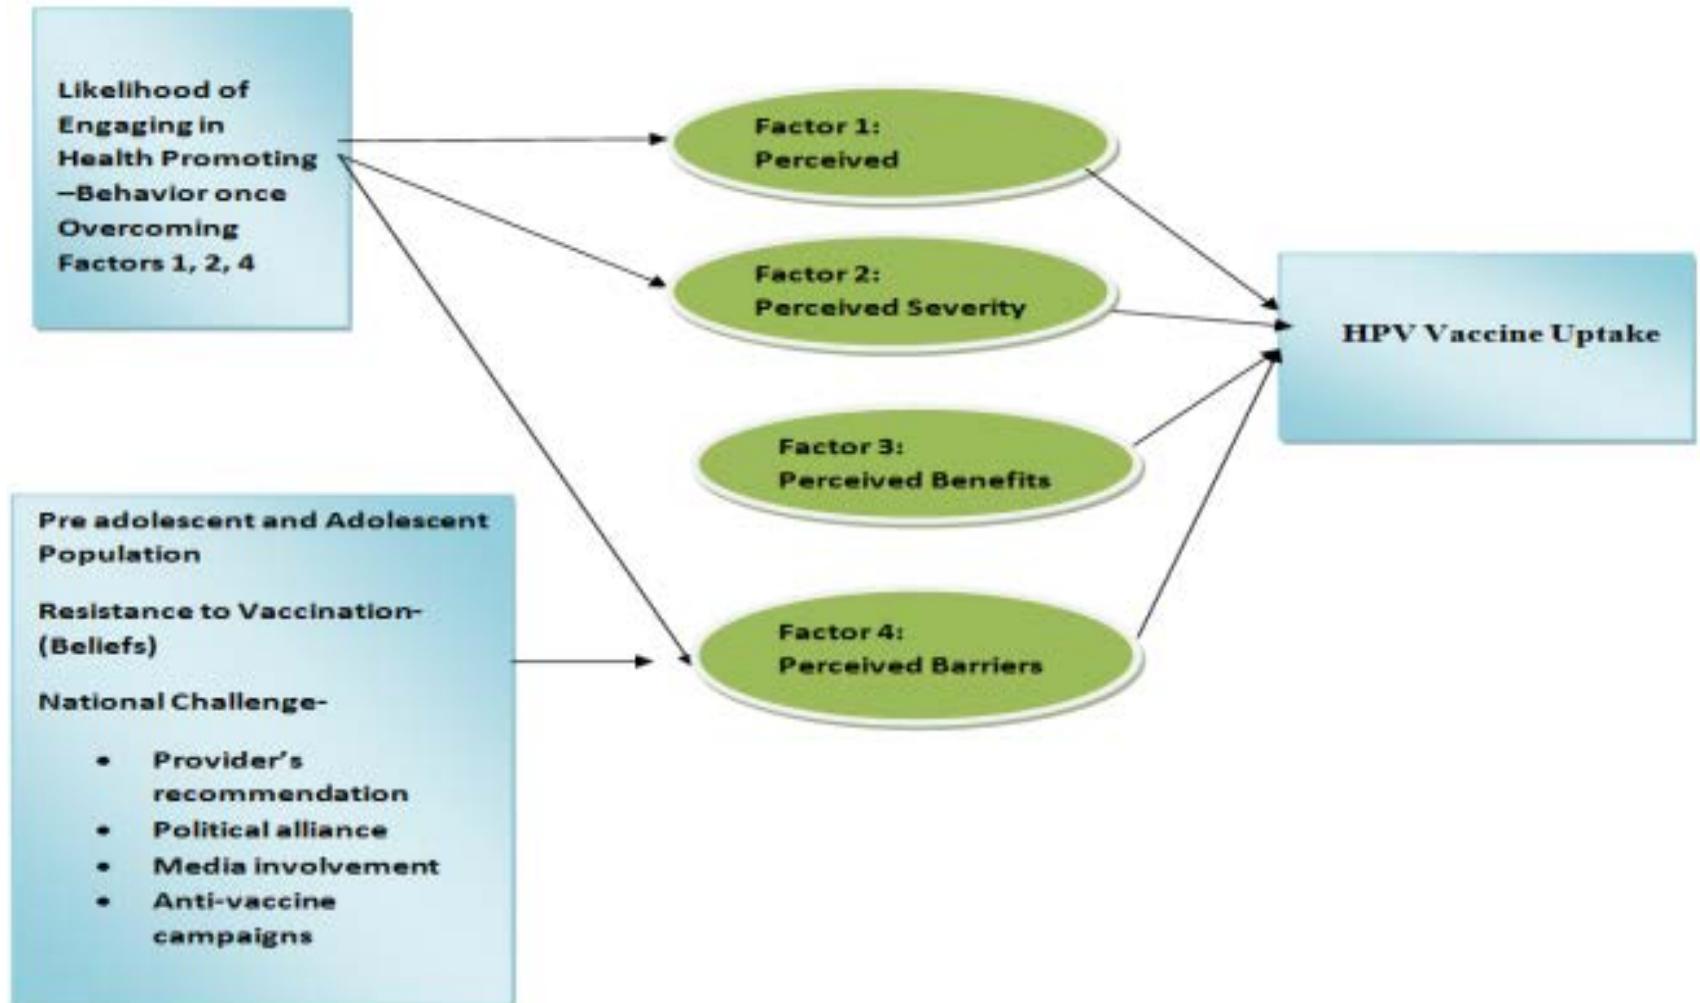 Likelihood of
Engaging in
Health Promoting
–Behavior once
Overcoming
Factors 1, 2, 4
Factor 1:
Perceived
Factor 2:
Perceived Severity
Factor 3:
Perceived Benefits
Factor 4:
Perceived Barriers
HPV Vaccine Uptake
Pre adolescent and Adolescent
Population
Resistance to Vaccination-
(Beliefs)
National Challenge-
• Provider’s
recommendation
• Political alliance
• Media involvement
• Anti-vaccine
campaigns